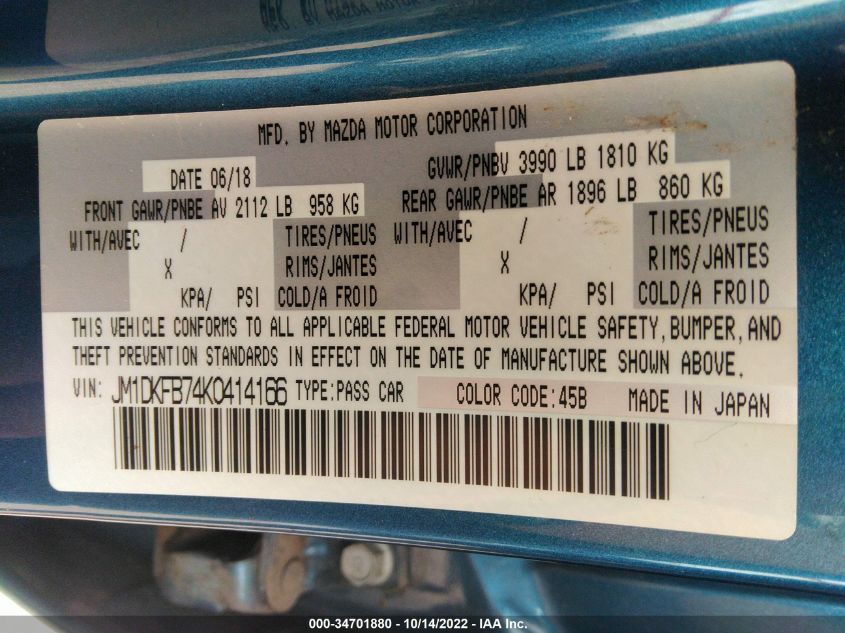 MFD. BY MAZDA MOTOR CORPORATION
DATE 06/18 GVWR/PNBV 3990 LB 1810 KG
FRONT GAWR/PNBE AV 2112 LB 958 KG REAR GAWR/PNBE AR 1896 LB 860 KG
WITH/AVEC / TIRES/PNEUS WITH/AVEC / TIRES/PNEUS
X RIMS/JANTES X RIMS/JANTES
KPA/ PSI COLD/A FROID KPA/ PSI COLD/A FROID
THIS VEHICLE CONFORMS TO ALL APPLICABLE FEDERAL MOTOR VEHICLE SAFETY, BUMPER, AND
THEFT PREVENTION STANDARDS IN EFFECT ON THE DATE OF MANUFACTURE SHOWN ABOVE.
VIN: JM1DKFB74K0414166 TYPE:PASS CAR COLOR CODE:45B MADE IN JAPAN
000-34701880 - 10/14/2022 - IAA Inc.